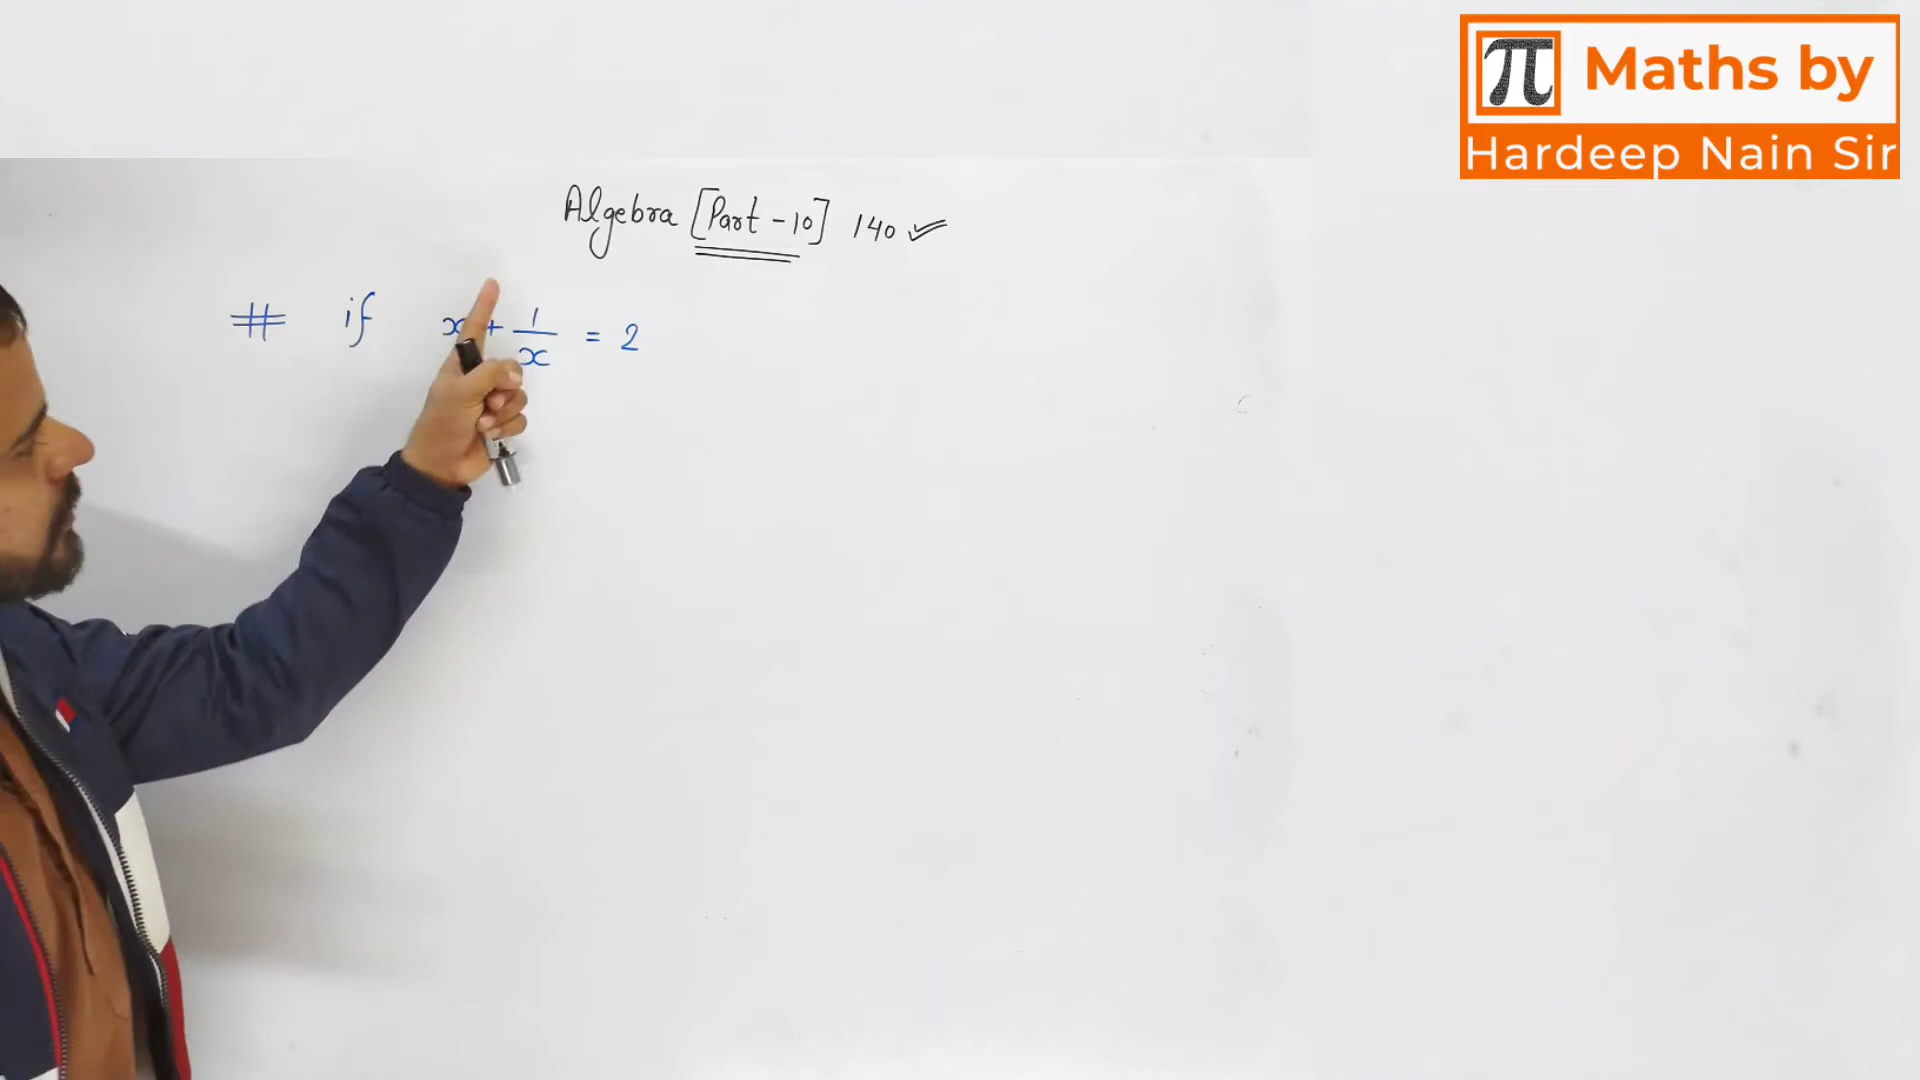 π Maths by
Hardeep Nain Sir
Algebra [Part - 10] 140 ✓
# if x + 1/x = 2